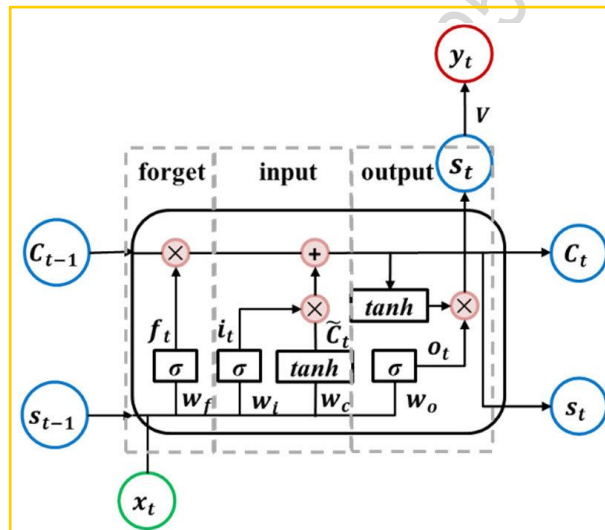 y_t
V
s_t
forget input output
C_{t-1} × + C_t
f_t i_t × C̃_t tanh ×
σ σ tanh σ o_t
s_{t-1} w_f w_i w_c w_o s_t
x_t